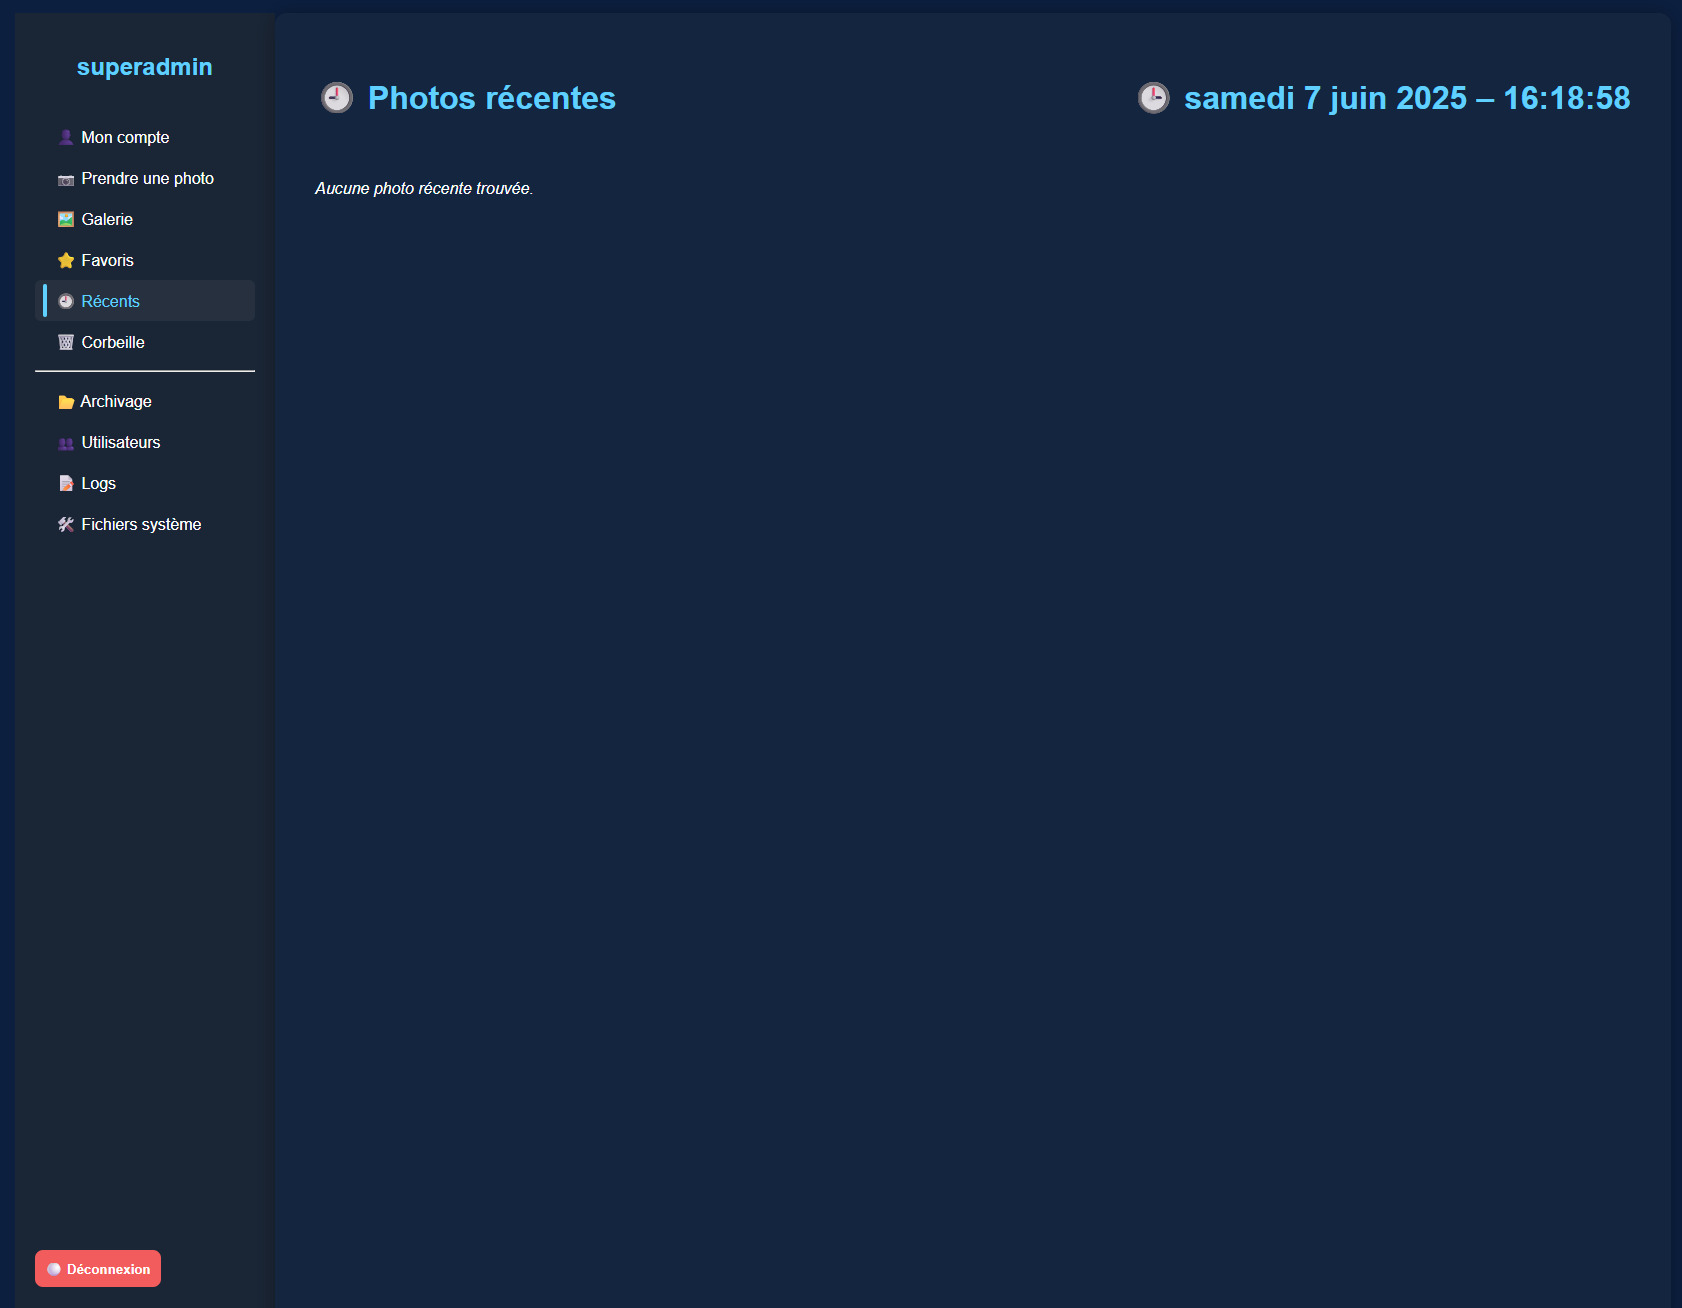 superadmin
Mon compte
Prendre une photo
Galerie
Favoris
Récents
Corbeille
Archivage
Utilisateurs
Logs
Fichiers système
Déconnexion
Photos récentes
samedi 7 juin 2025 – 16:18:58
Aucune photo récente trouvée.